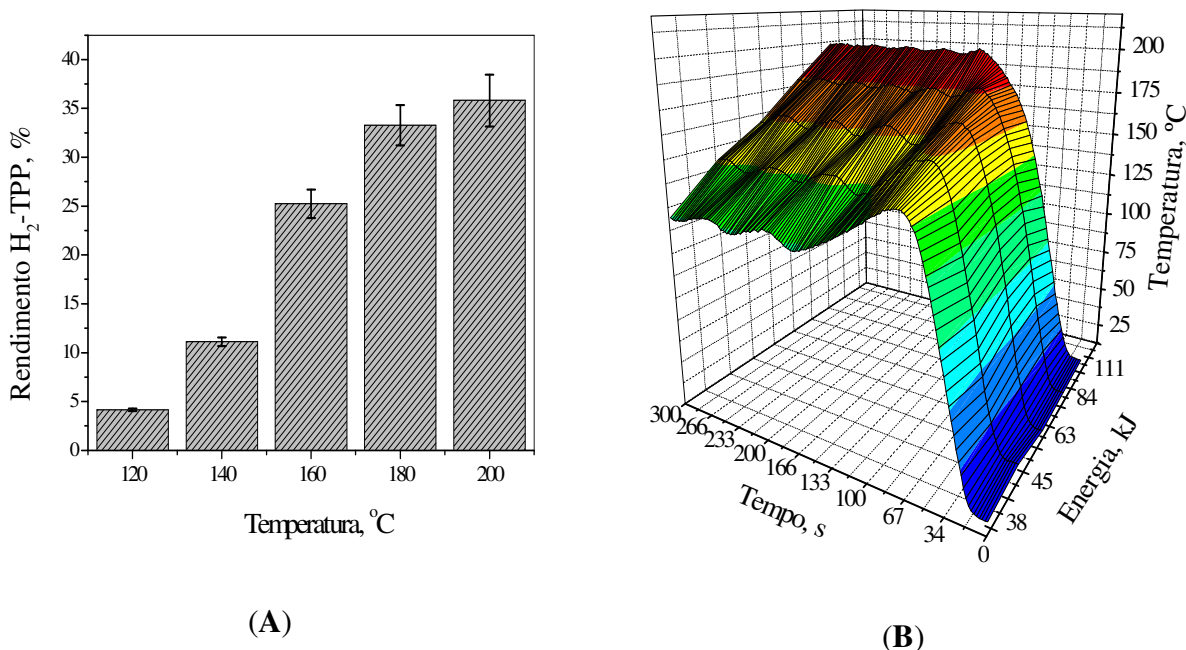 40
35
30
25
20
15
10
5
0
Rendimento H₂-TPP, %
120 140 160 180 200
Temperatura, °C
(A)
200
175
150
125
100
75
50
25
Temperatura, ºC
111
84
63
45
38
Energia, kJ
300 266 233 200 166 133 100 67 34 0
Tempo, s
(B)